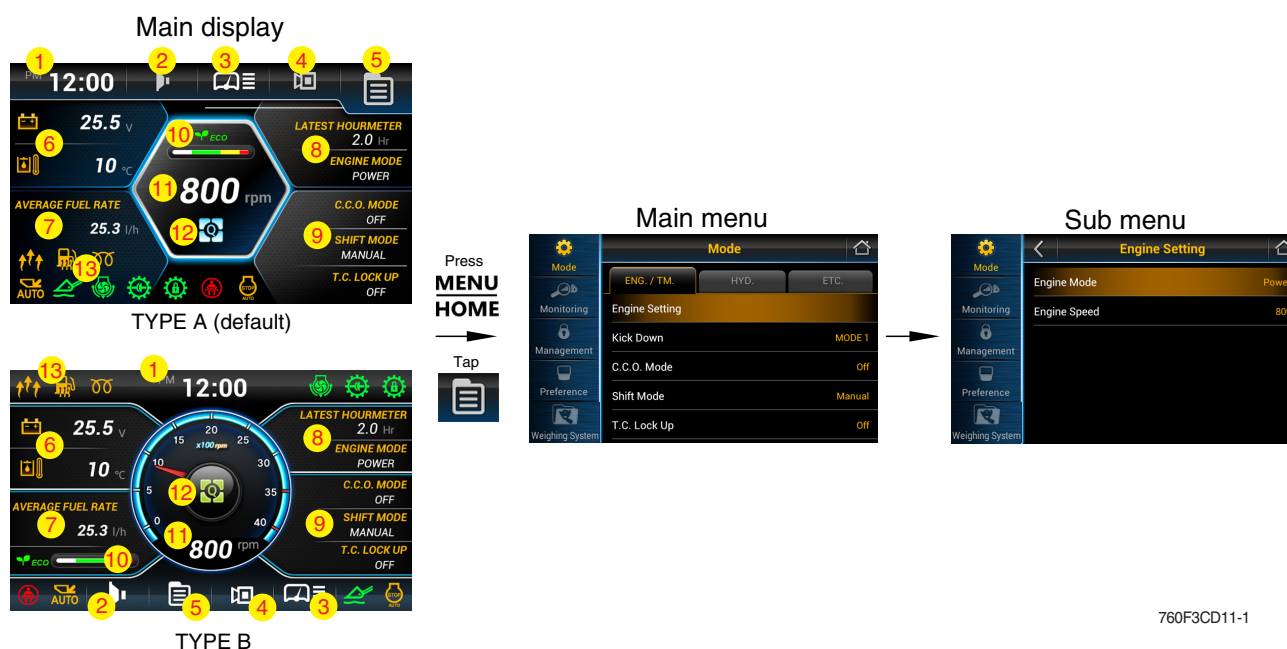 Main display
1
2
3
4
5
PM 12:00
6
25.5 V
10 °C
10
ECO
LATEST HOURMETER
2.0 Hr
8
ENGINE MODE
POWER
11
800 rpm
AVERAGE FUEL RATE
7
25.3 l/h
12
C.C.O. MODE
OFF
9
SHIFT MODE
MANUAL
13
T.C. LOCK UP
OFF
AUTO
STOP
AUTO
TYPE A (default)
Press
MENU
HOME
Tap
Main menu
Mode
Mode
ENG. / TM.
HYD.
ETC.
Monitoring
Engine Setting
Kick Down
MODE 1
Management
C.C.O. Mode
Off
Preference
Shift Mode
Manual
Weighing System
T.C. Lock Up
Off
Sub menu
Mode
Engine Setting
Engine Mode
Powe
Monitoring
Engine Speed
80
Management
Preference
Weighing System
13
1
M 12:00
6
25.5 V
10 °C
0
5
10
15
20
25
30
35
40
x100 rpm
LATEST HOURMETER
2.0 Hr
8
ENGINE MODE
POWER
12
AVERAGE FUEL RATE
7
25.3 l/h
C.C.O. MODE
OFF
9
SHIFT MODE
MANUAL
11
800 rpm
ECO
10
T.C. LOCK UP
OFF
AUTO
2
5
4
3
STOP
AUTO
TYPE B
760F3CD11-1